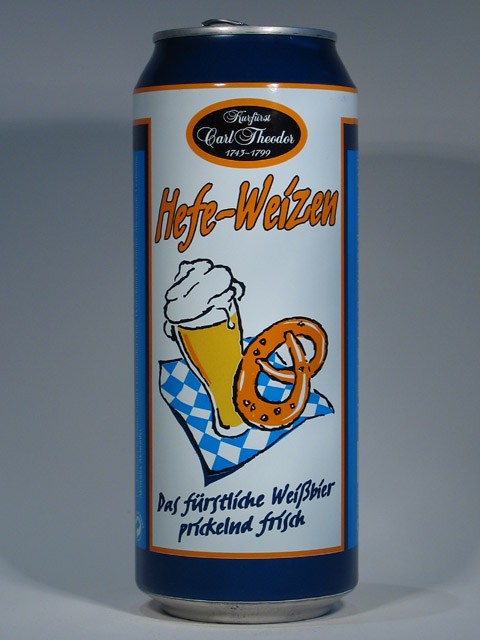 Kurfürst
Carl Theodor
1743-1799
Hefe-Weizen
Das fürstliche Weißbier
prickelnd frisch